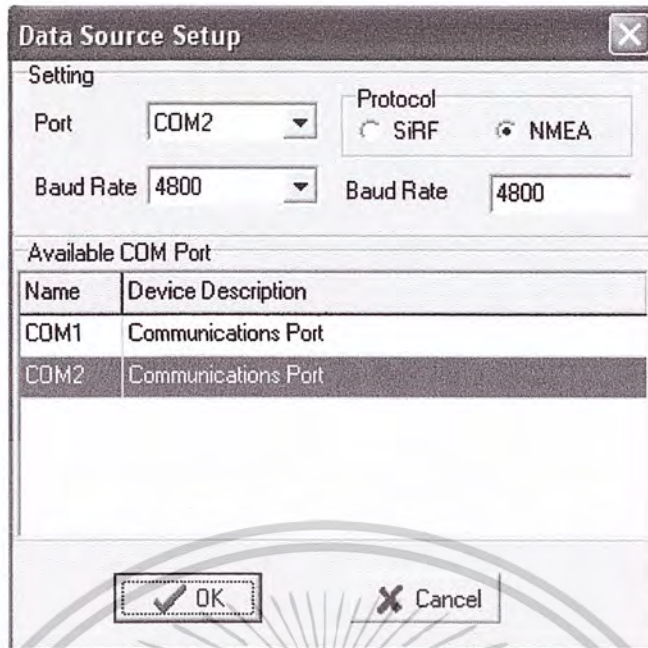 Data Source Setup
Setting
Port COM2
Protocol
SiRF NMEA
Baud Rate 4800 Baud Rate 4800
Available COM Port
Name Device Description
COM1 Communications Port
COM2 Communications Port
OK Cancel